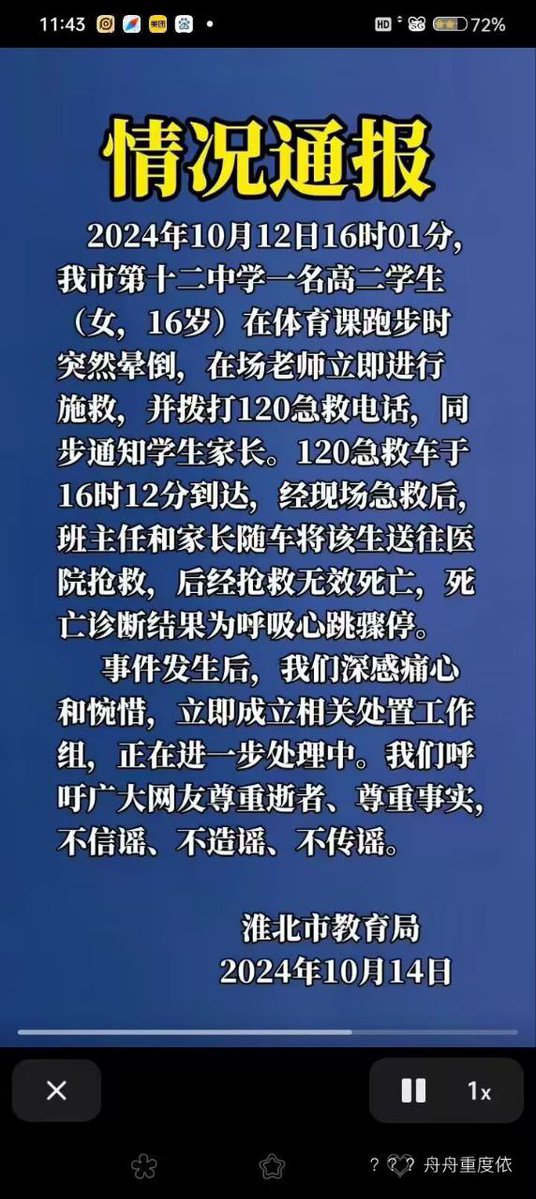 11:43
美团
HD
5G
72%
情况通报
2024年10月12日16时01分，
我市第十二中学一名高二学生
（女，16岁）在体育课跑步时
突然晕倒，在场老师立即进行
施救，并拨打120急救电话，同
步通知学生家长。120急救车于
16时12分到达，经现场急救后，
班主任和家长随车将该生送往医
院抢救，后经抢救无效死亡，死
亡诊断结果为呼吸心跳骤停。
事件发生后，我们深感痛心
和惋惜，立即成立相关处置工作
组，正在进一步处理中。我们呼
吁广大网友尊重逝者、尊重事实，
不信谣、不造谣、不传谣。
淮北市教育局
2024年10月14日
1x
？？？舟舟重度依